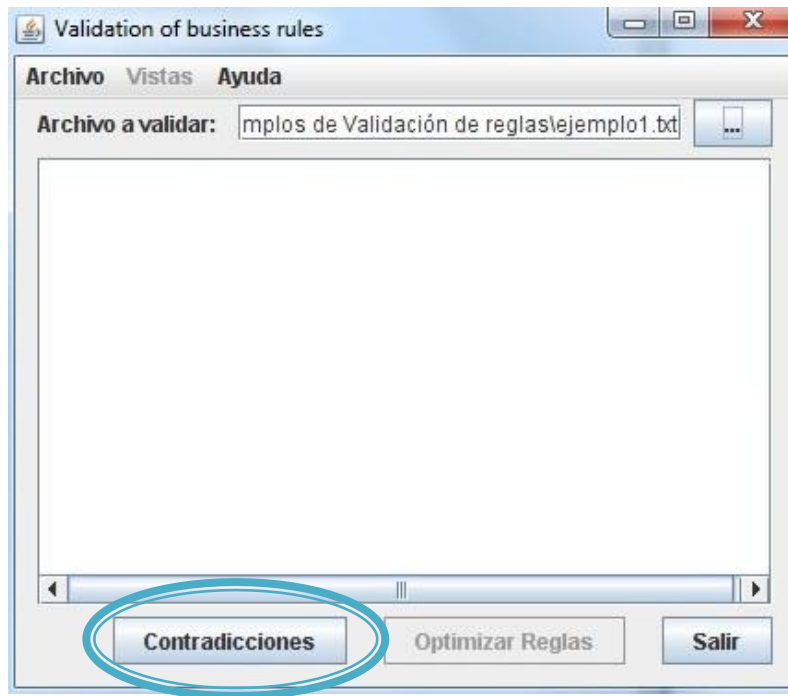 Validation of business rules
Archivo Vistas Ayuda
Archivo a validar: mplos de Validación de reglas\ejemplo1.txt ...
Contradicciones Optimizar Reglas Salir